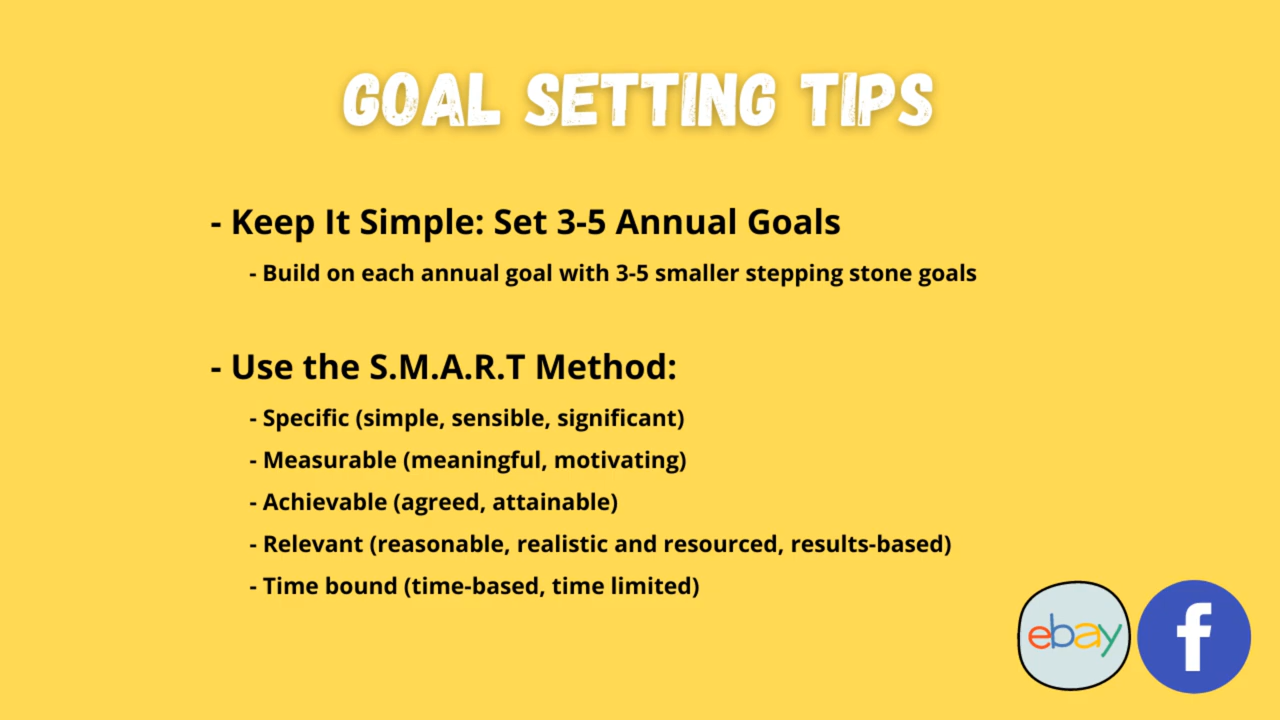 GOAL SETTING TIPS
- Keep It Simple: Set 3-5 Annual Goals
- Build on each annual goal with 3-5 smaller stepping stone goals
- Use the S.M.A.R.T Method:
- Specific (simple, sensible, significant)
- Measurable (meaningful, motivating)
- Achievable (agreed, attainable)
- Relevant (reasonable, realistic and resourced, results-based)
- Time bound (time-based, time limited)
ebay f